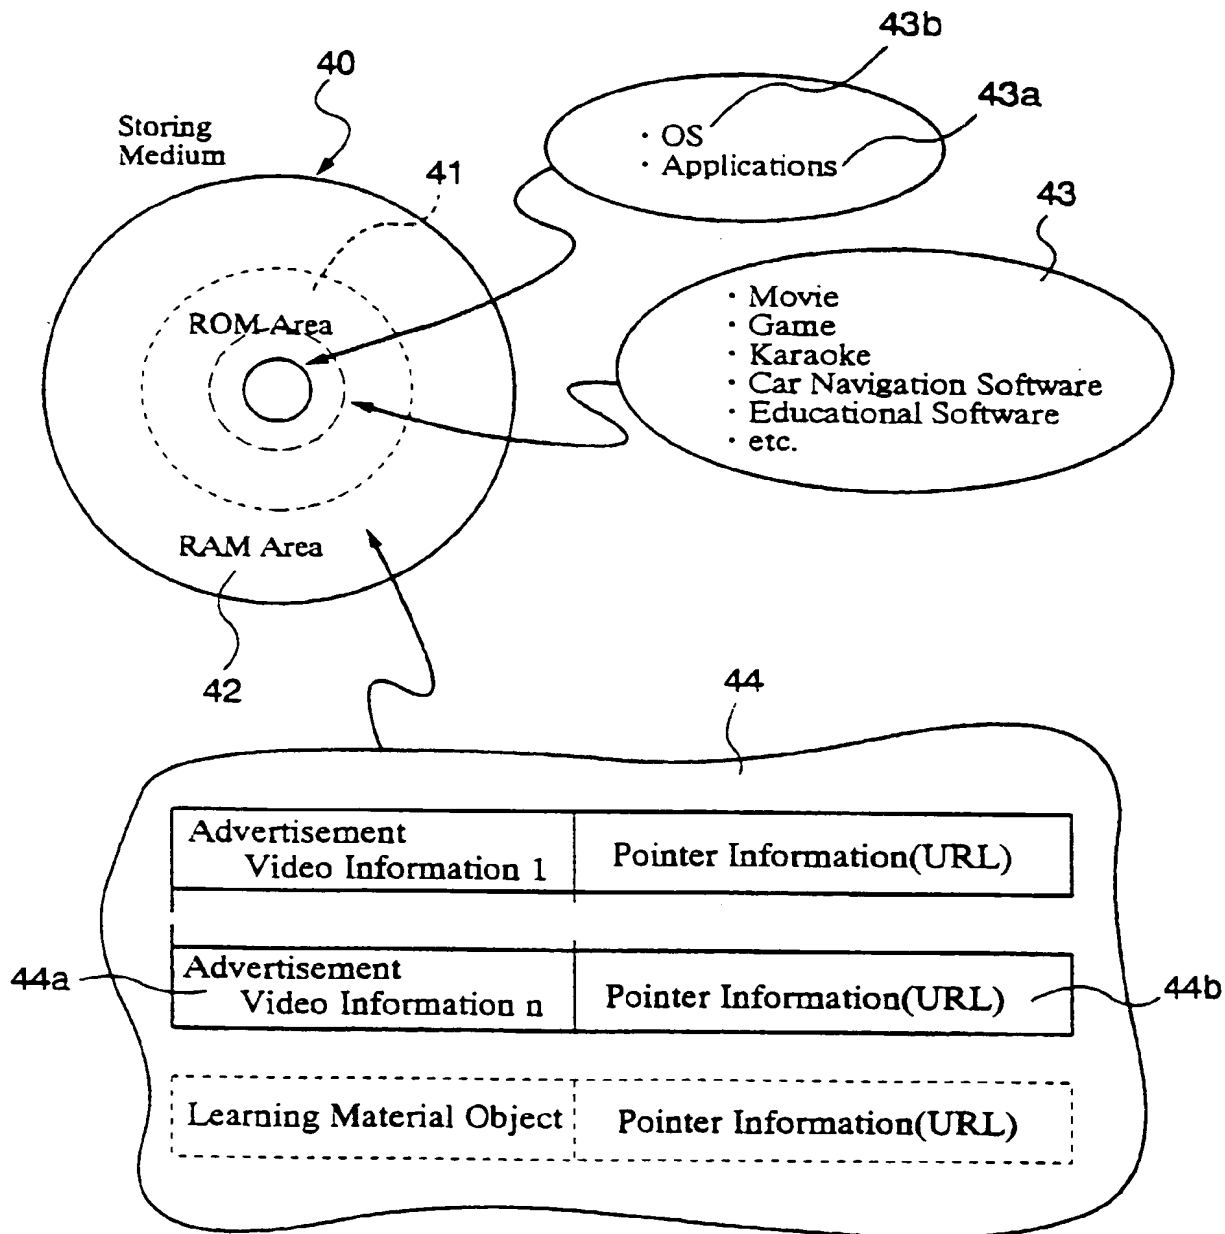 43b
40
43a
Storing
Medium
· OS
· Applications
41
43
· Movie
· Game
· Karaoke
· Car Navigation Software
· Educational Software
· etc.
ROM Area
RAM Area
42
44
Advertisement
Video Information 1
Pointer Information(URL)
Advertisement
Video Information n
Pointer Information(URL)
44a
44b
Learning Material Object
Pointer Information(URL)